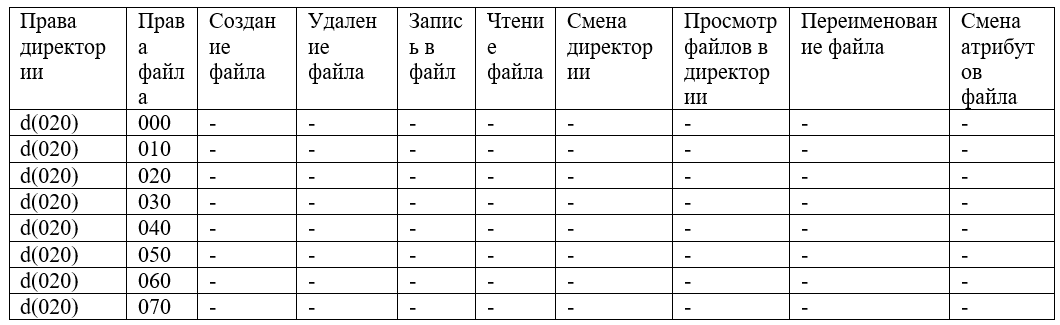 Права директории | Права файла | Создание файла | Удаление файла | Запись в файл | Чтение файла | Смена директории | Просмотр файлов в директории | Переименование файла | Смена атрибутов файла
d(020) | 000 | - | - | - | - | - | - | - | -
d(020) | 010 | - | - | - | - | - | - | - | -
d(020) | 020 | - | - | - | - | - | - | - | -
d(020) | 030 | - | - | - | - | - | - | - | -
d(020) | 040 | - | - | - | - | - | - | - | -
d(020) | 050 | - | - | - | - | - | - | - | -
d(020) | 060 | - | - | - | - | - | - | - | -
d(020) | 070 | - | - | - | - | - | - | - | -